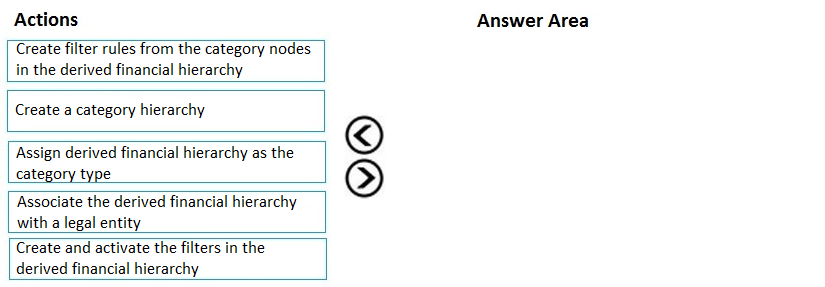 Actions
Answer Area
Create filter rules from the category nodes
in the derived financial hierarchy
Create a category hierarchy
Assign derived financial hierarchy as the
category type
Associate the derived financial hierarchy
with a legal entity
Create and activate the filters in the
derived financial hierarchy